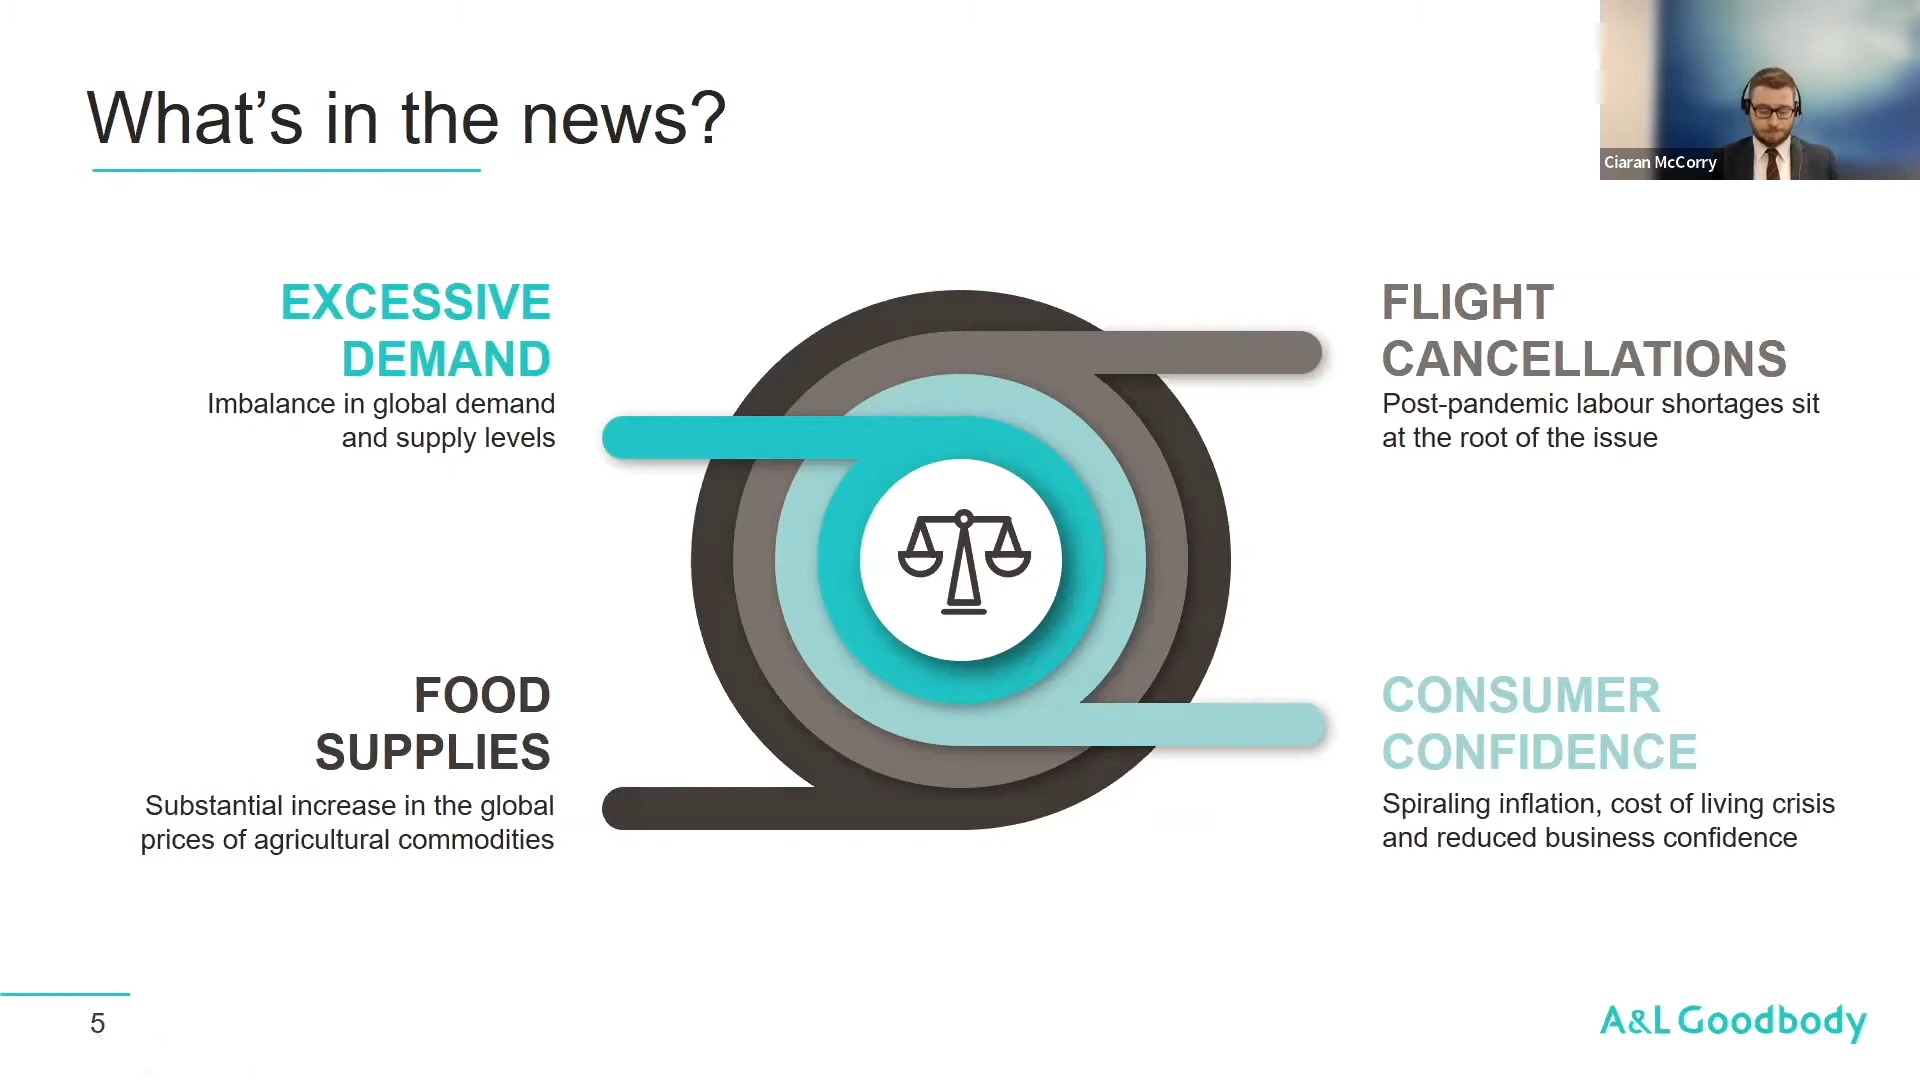 What’s in the news?
Ciaran McCorry
EXCESSIVE
DEMAND
Imbalance in global demand
and supply levels
FLIGHT
CANCELLATIONS
Post-pandemic labour shortages sit
at the root of the issue
FOOD
SUPPLIES
Substantial increase in the global
prices of agricultural commodities
CONSUMER
CONFIDENCE
Spiraling inflation, cost of living crisis
and reduced business confidence
5
A&L Goodbody